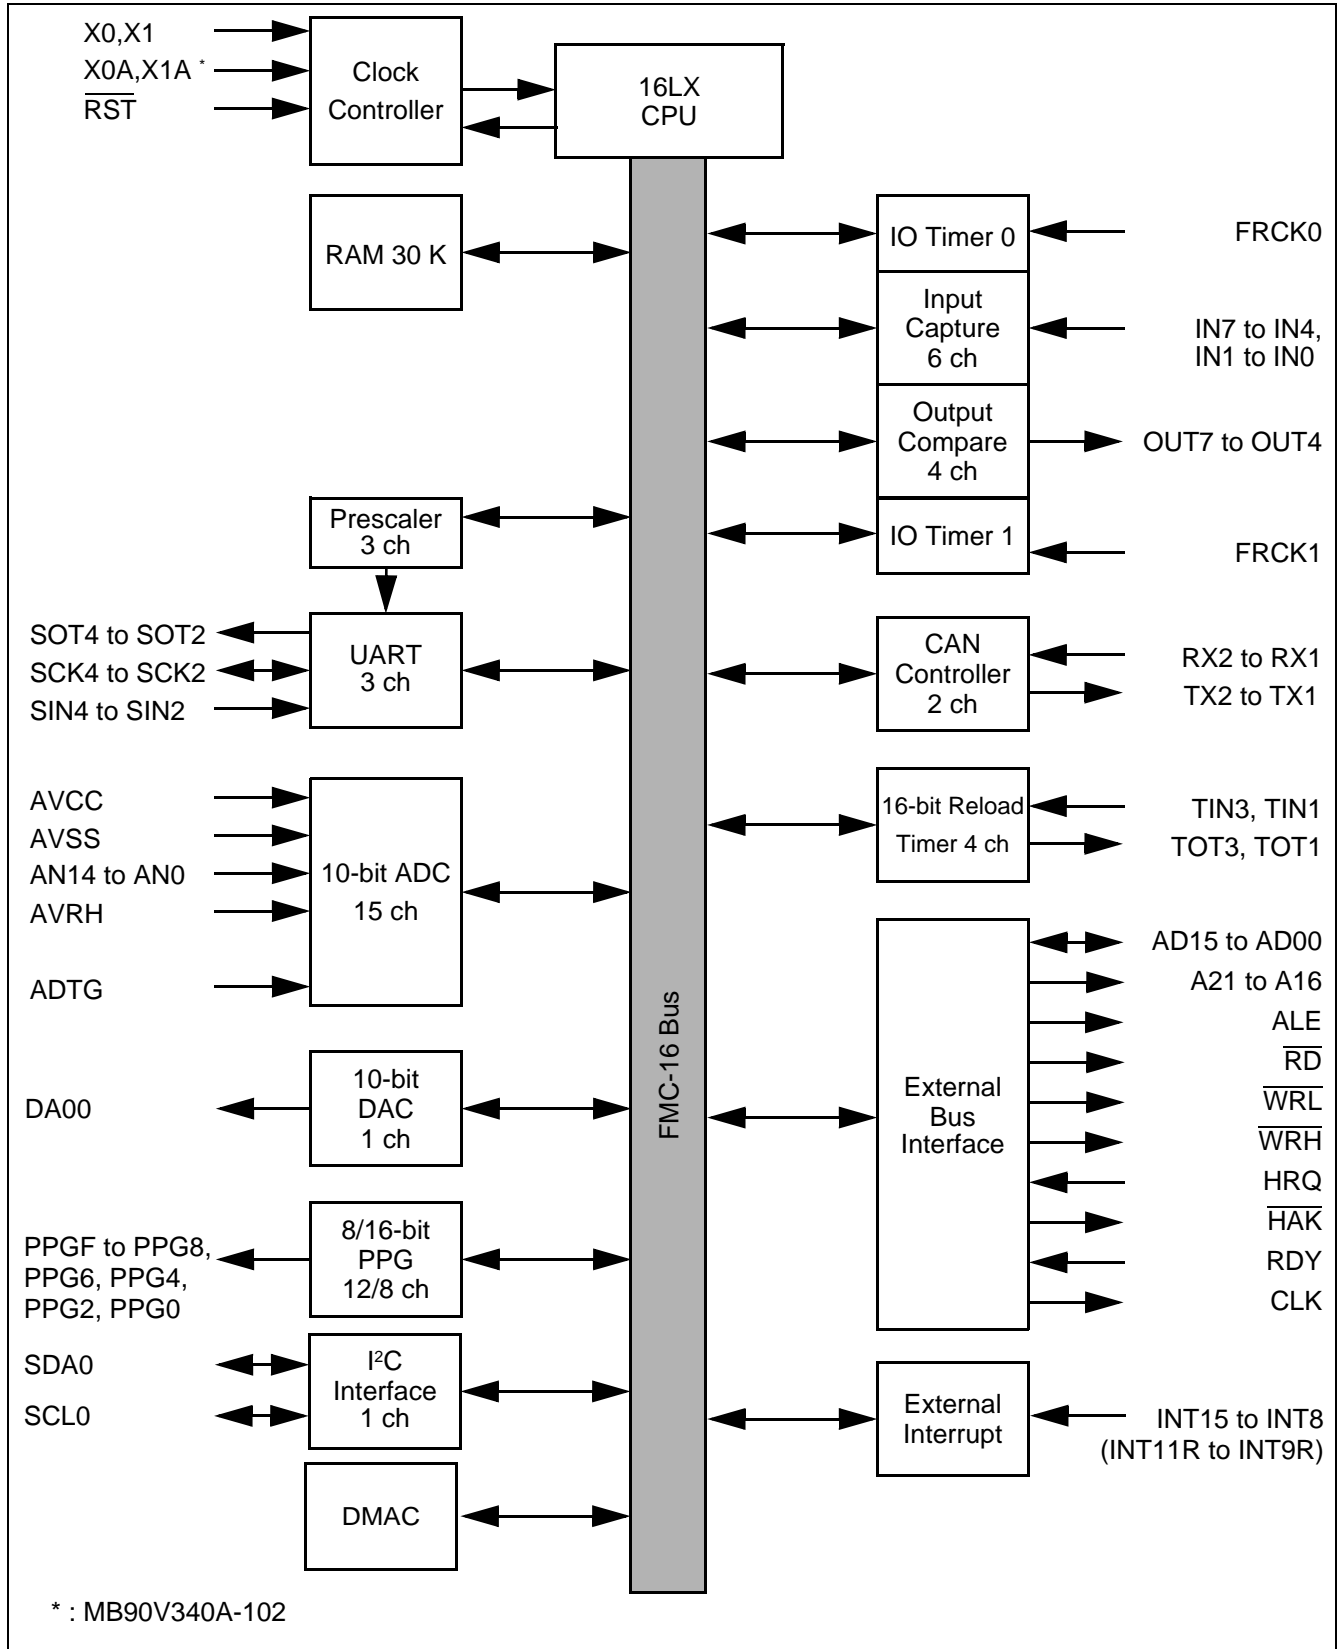 X0,X1
X0A,X1A *
RST
Clock
Controller
16LX
CPU
RAM 30 K
Prescaler
3 ch
SOT4 to SOT2
SCK4 to SCK2
SIN4 to SIN2
UART
3 ch
AVCC
AVSS
AN14 to AN0
AVRH
ADTG
10-bit ADC
15 ch
DA00
10-bit
DAC
1 ch
PPGF to PPG8,
PPG6, PPG4,
PPG2, PPG0
8/16-bit
PPG
12/8 ch
SDA0
SCL0
I²C
Interface
1 ch
DMAC
FMC-16 Bus
IO Timer 0
FRCK0
Input
Capture
6 ch
IN7 to IN4,
IN1 to IN0
Output
Compare
4 ch
OUT7 to OUT4
IO Timer 1
FRCK1
CAN
Controller
2 ch
RX2 to RX1
TX2 to TX1
16-bit Reload
Timer 4 ch
TIN3, TIN1
TOT3, TOT1
External
Bus
Interface
AD15 to AD00
A21 to A16
ALE
RD
WRL
WRH
HRQ
HAK
RDY
CLK
External
Interrupt
INT15 to INT8
(INT11R to INT9R)
* : MB90V340A-102